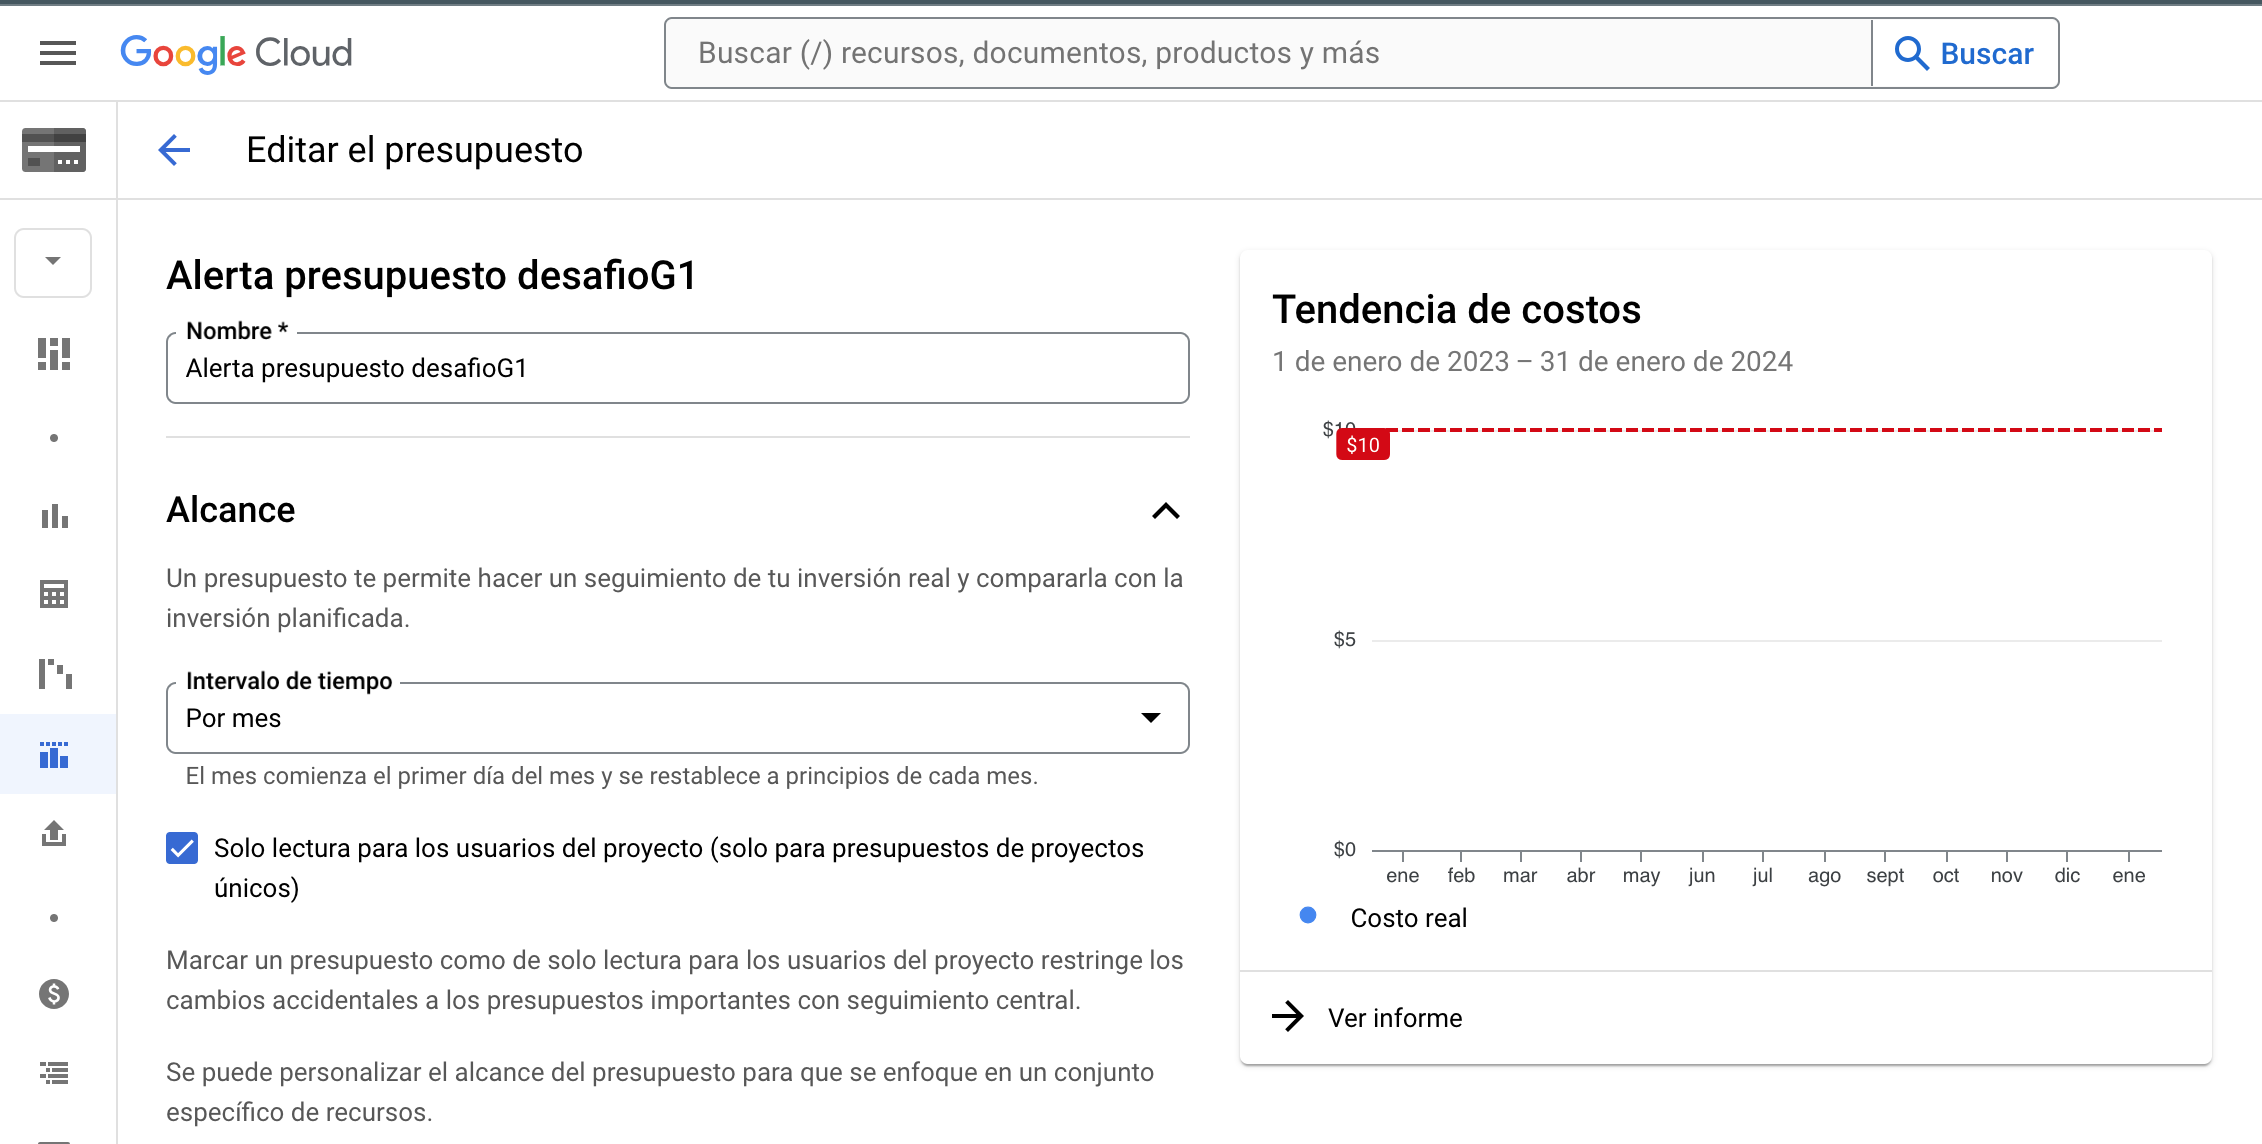 Google Cloud
Buscar (/) recursos, documentos, productos y más
Buscar
Editar el presupuesto
Alerta presupuesto desafioG1
Nombre *
Alerta presupuesto desafioG1
Alcance
Un presupuesto te permite hacer un seguimiento de tu inversión real y compararla con la
inversión planificada.
Intervalo de tiempo
Por mes
El mes comienza el primer día del mes y se restablece a principios de cada mes.
Solo lectura para los usuarios del proyecto (solo para presupuestos de proyectos
únicos)
Marcar un presupuesto como de solo lectura para los usuarios del proyecto restringe los
cambios accidentales a los presupuestos importantes con seguimiento central.
Se puede personalizar el alcance del presupuesto para que se enfoque en un conjunto
específico de recursos.
Tendencia de costos
1 de enero de 2023 – 31 de enero de 2024
$10
$10
$5
$0
ene feb mar abr may jun jul ago sept oct nov dic ene
Costo real
Ver informe